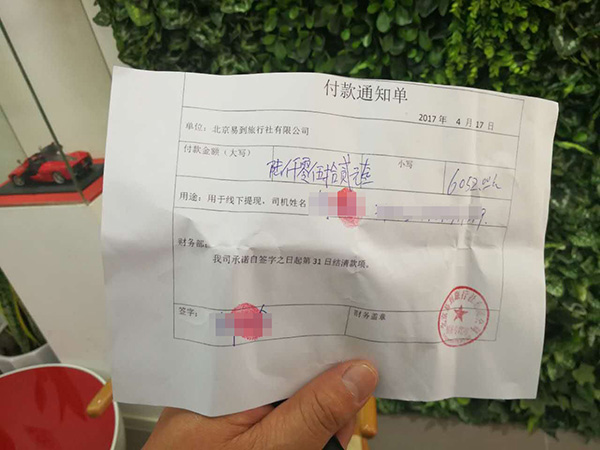 付款通知单
2017 年 4 月 17 日
单位：北京易到旅行社有限公司
付款金额（大写） 陆仟零伍拾贰元 小写 6052.
用途：用于线下提现、司机姓名
财务部
我司承诺自签字之日起第 31 日结清款项。
签字： 财务盖章